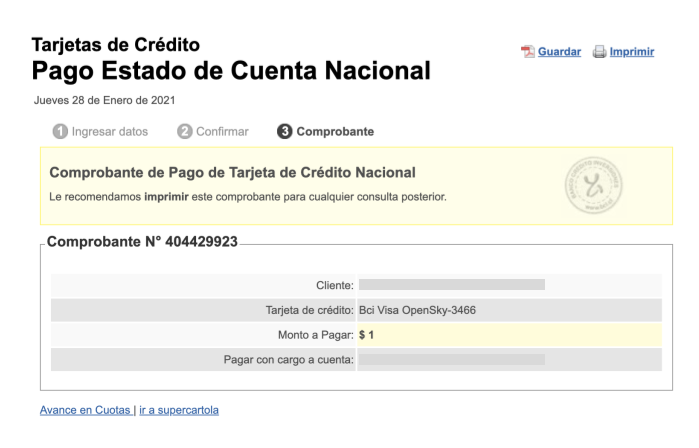 Tarjetas de Crédito
Guardar Imprimir
Pago Estado de Cuenta Nacional
Jueves 28 de Enero de 2021
1 Ingresar datos 2 Confirmar 3 Comprobante
Comprobante de Pago de Tarjeta de Crédito Nacional
Le recomendamos imprimir este comprobante para cualquier consulta posterior.
Comprobante N° 404429923
Cliente:
Tarjeta de crédito: Bci Visa OpenSky-3466
Monto a Pagar: $ 1
Pagar con cargo a cuenta:
Avance en Cuotas | ir a supercartola